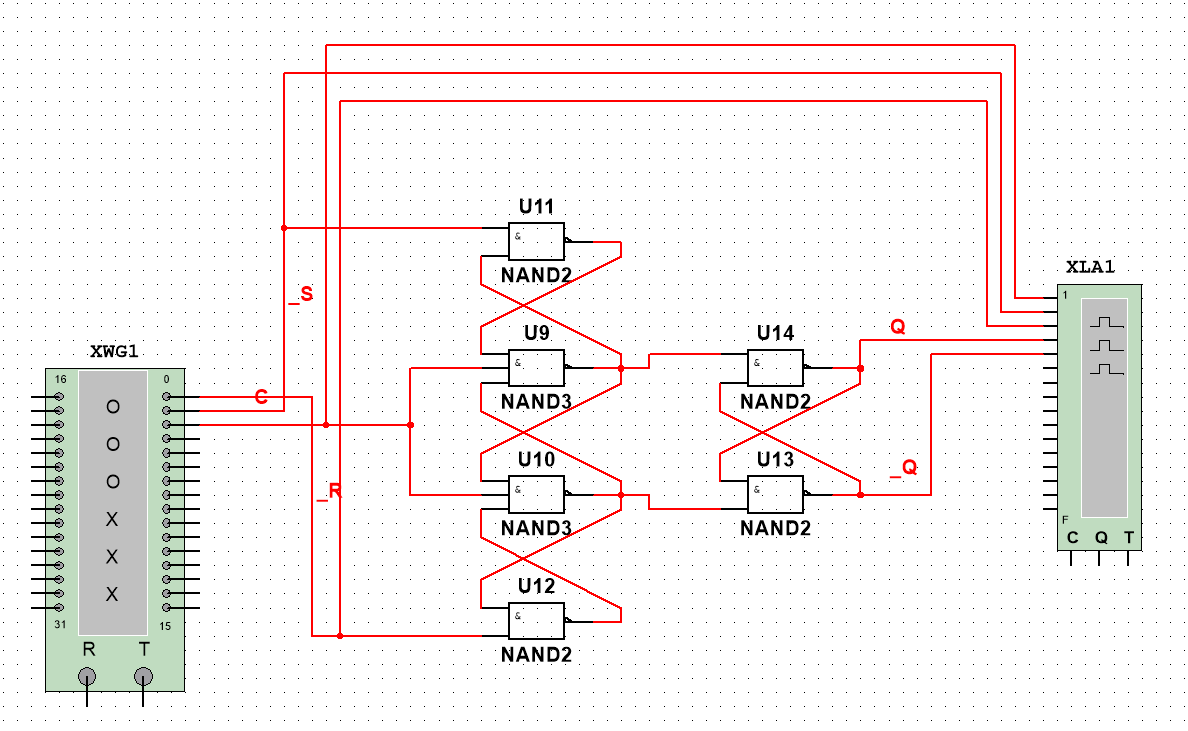 U11
&
NAND2
XLA1
1
_S
U9
&
NAND3
U14
&
NAND2
Q
XWG1
16
0
C
O
O
O
X
X
X
U10
&
NAND3
U13
&
NAND2
_Q
_R
F
C Q T
U12
&
NAND2
31
15
R T